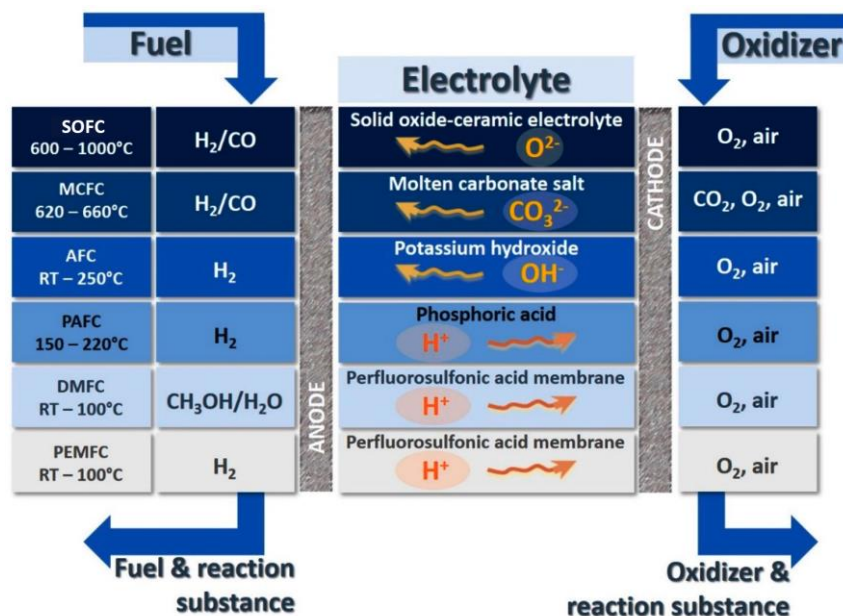 Fuel
Oxidizer
Electrolyte
SOFC
600 – 1000°C
H₂/CO
Solid oxide-ceramic electrolyte
O²⁻
O₂, air
MCFC
620 – 660°C
H₂/CO
Molten carbonate salt
CO₃²⁻
CO₂, O₂, air
AFC
RT – 250°C
H₂
Potassium hydroxide
OH⁻
O₂, air
PAFC
150 – 220°C
H₂
Phosphoric acid
H⁺
O₂, air
DMFC
RT – 100°C
CH₃OH/H₂O
Perfluorosulfonic acid membrane
H⁺
O₂, air
PEMFC
RT – 100°C
H₂
Perfluorosulfonic acid membrane
H⁺
O₂, air
ANODE
CATHODE
Fuel & reaction
substance
Oxidizer &
reaction substance